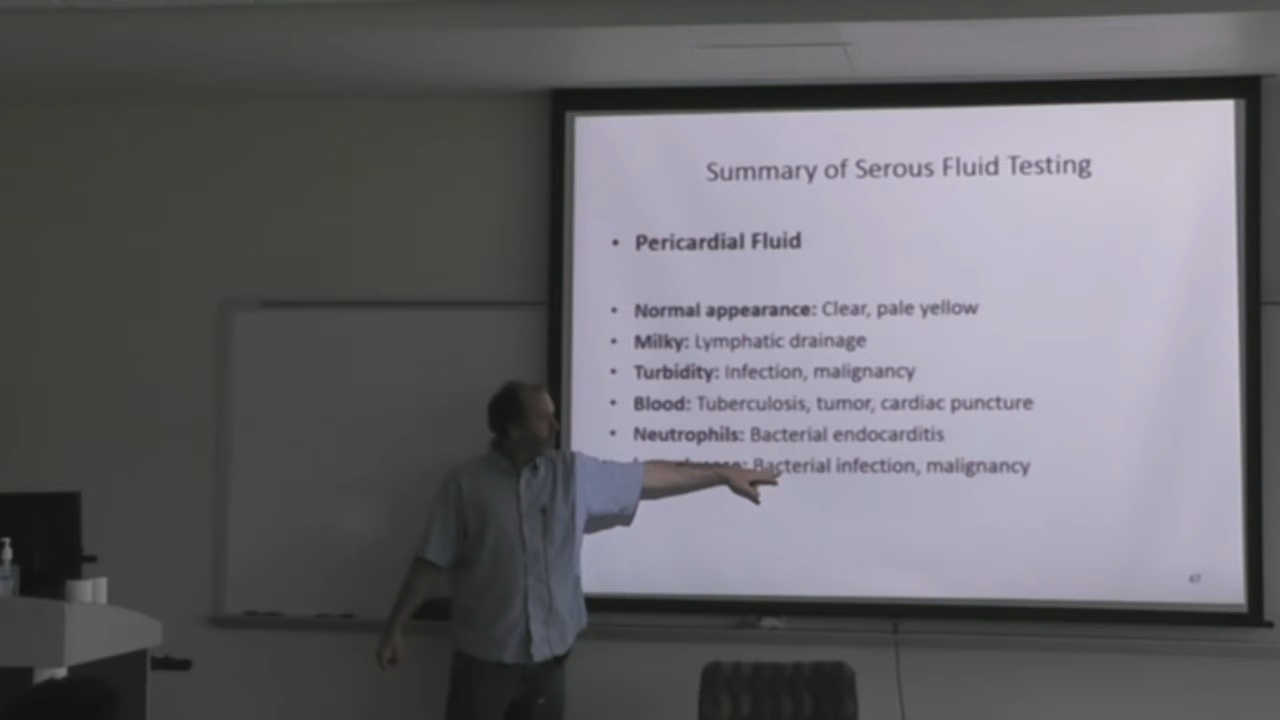 Summary of Serous Fluid Testing
• Pericardial Fluid
• Normal appearance: Clear, pale yellow
• Milky: Lymphatic drainage
• Turbidity: Infection, malignancy
• Blood: Tuberculosis, tumor, cardiac puncture
• Neutrophils: Bacterial endocarditis
Bacterial infection, malignancy
47